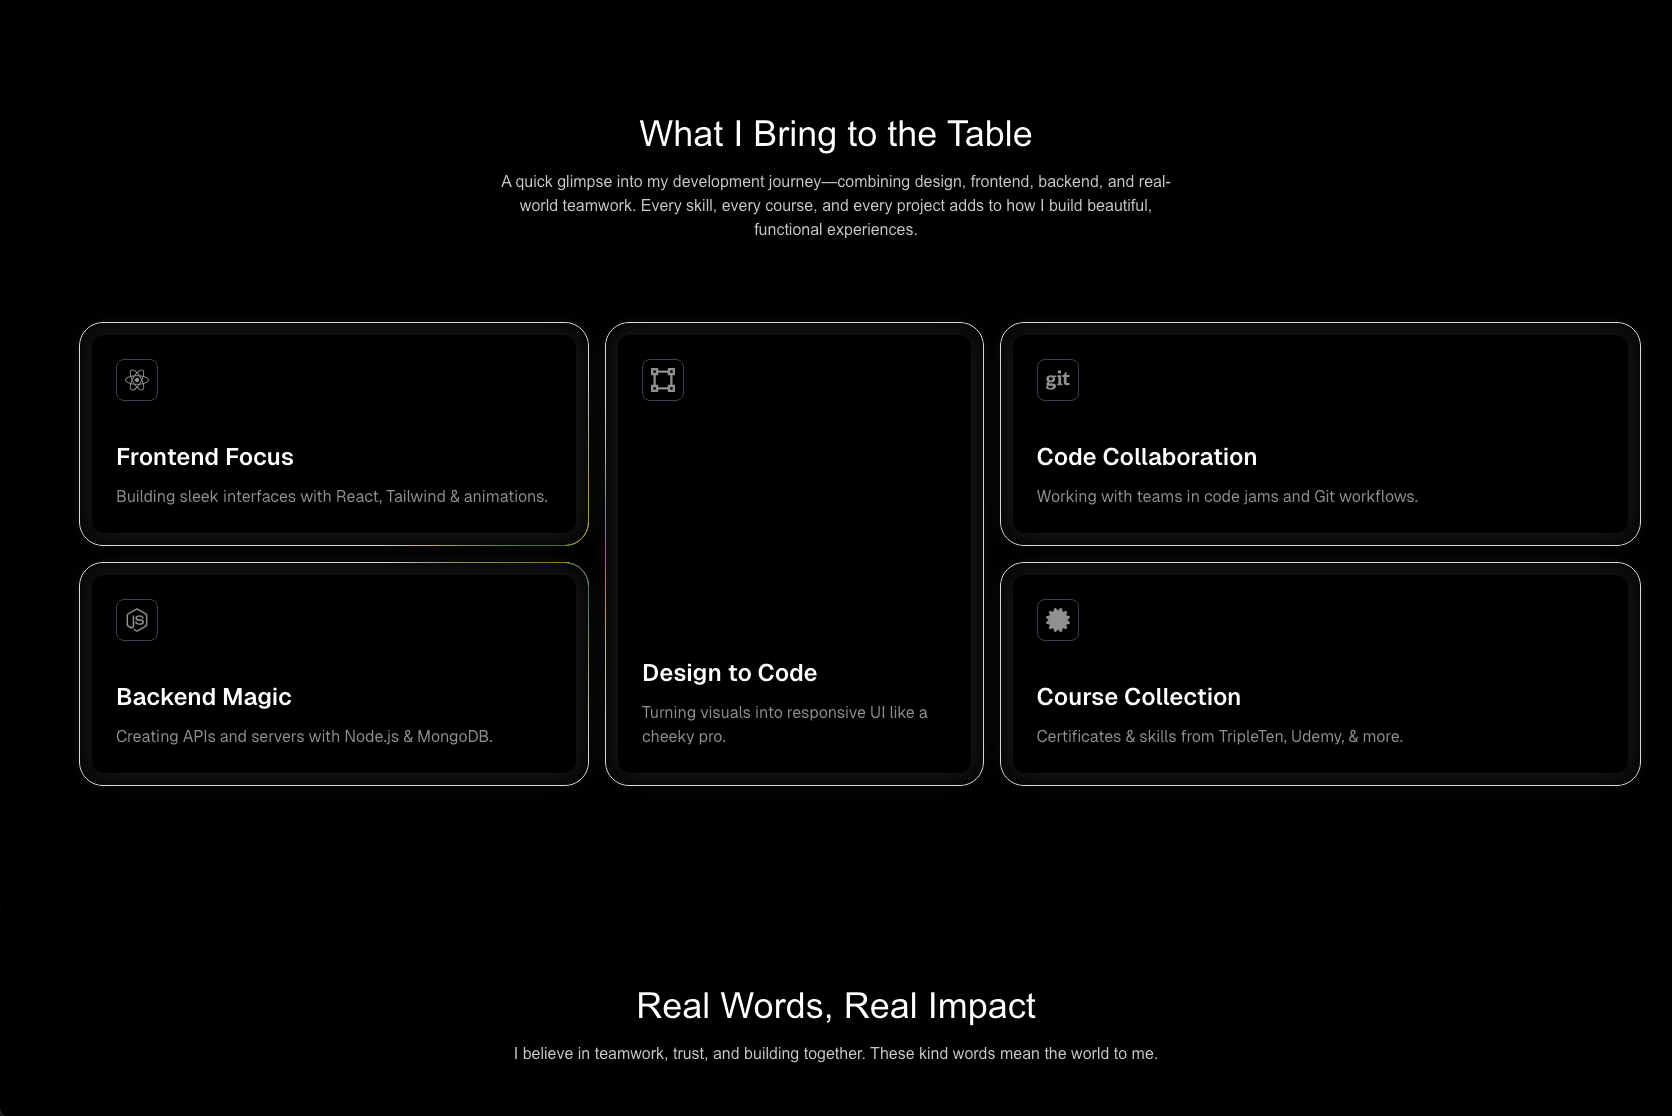 What I Bring to the Table
A quick glimpse into my development journey—combining design, frontend, backend, and real-
world teamwork. Every skill, every course, and every project adds to how I build beautiful,
functional experiences.
Frontend Focus
Building sleek interfaces with React, Tailwind & animations.
JS
Backend Magic
Creating APIs and servers with Node.js & MongoDB.
Design to Code
Turning visuals into responsive UI like a
cheeky pro.
git
Code Collaboration
Working with teams in code jams and Git workflows.
Course Collection
Certificates & skills from TripleTen, Udemy, & more.
Real Words, Real Impact
I believe in teamwork, trust, and building together. These kind words mean the world to me.